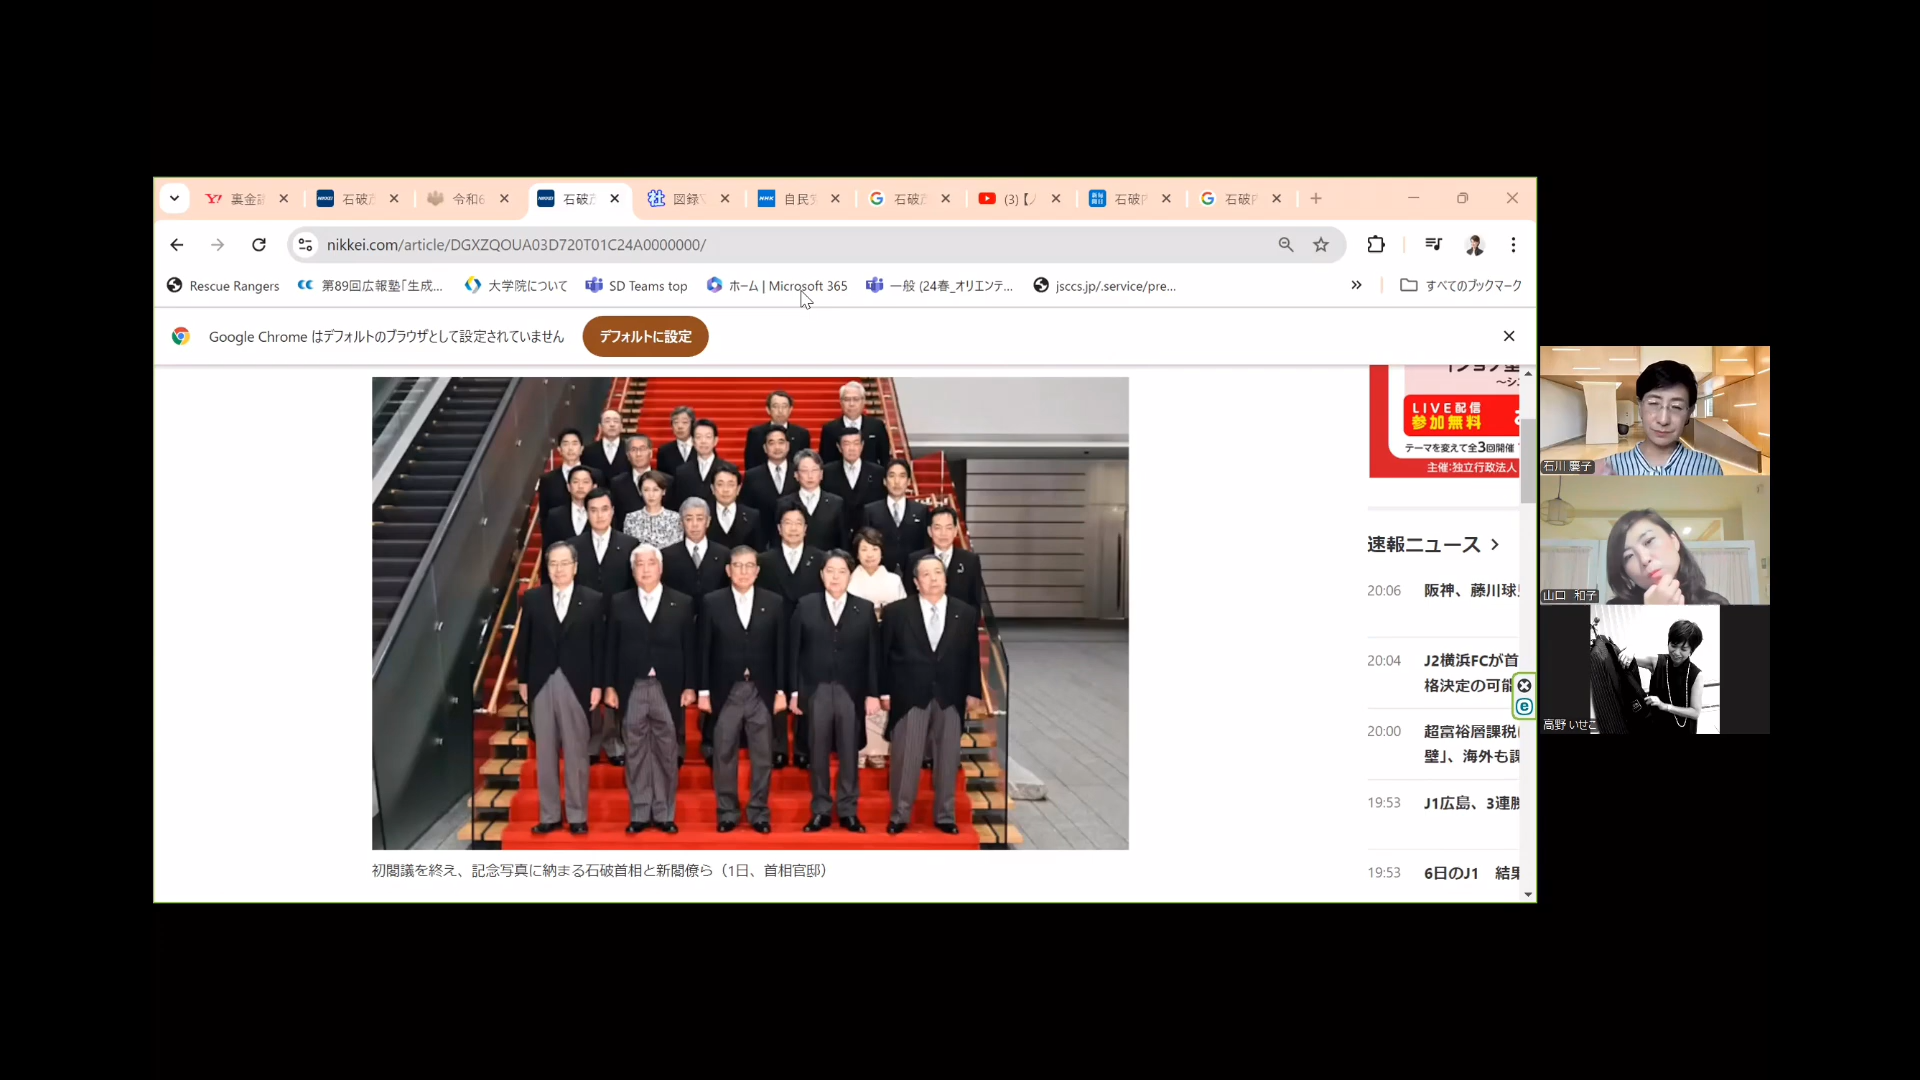 裏金
石破
令和6
石破
図録
自民
石破
(3)【
石破
石破
nikkei.com/article/DGXZQOUA03D720T01C24A0000000/
Rescue Rangers
第89回広報塾「生成...
大学院について
SD Teams top
ホーム | Microsoft 365
一般 (24春_オリエンテ...
jsccs.jp/.service/pre...
すべてのブックマーク
Google Chrome はデフォルトのブラウザとして設定されていません
デフォルトに設定
LIVE配信
参加無料
テーマを変えて全3回開催
主催:独立行政法人
速報ニュース
20:06 阪神、藤川球
20:04 J2横浜FCが首
格決定の可能
20:00 超富裕層課税
壁」、海外も課
19:53 J1広島、3連勝
19:53 6日のJ1 結果
初閣議を終え、記念写真に納まる石破首相と新閣僚ら（1日、首相官邸）
石川 慶子
山口 和子
高野 いせこ